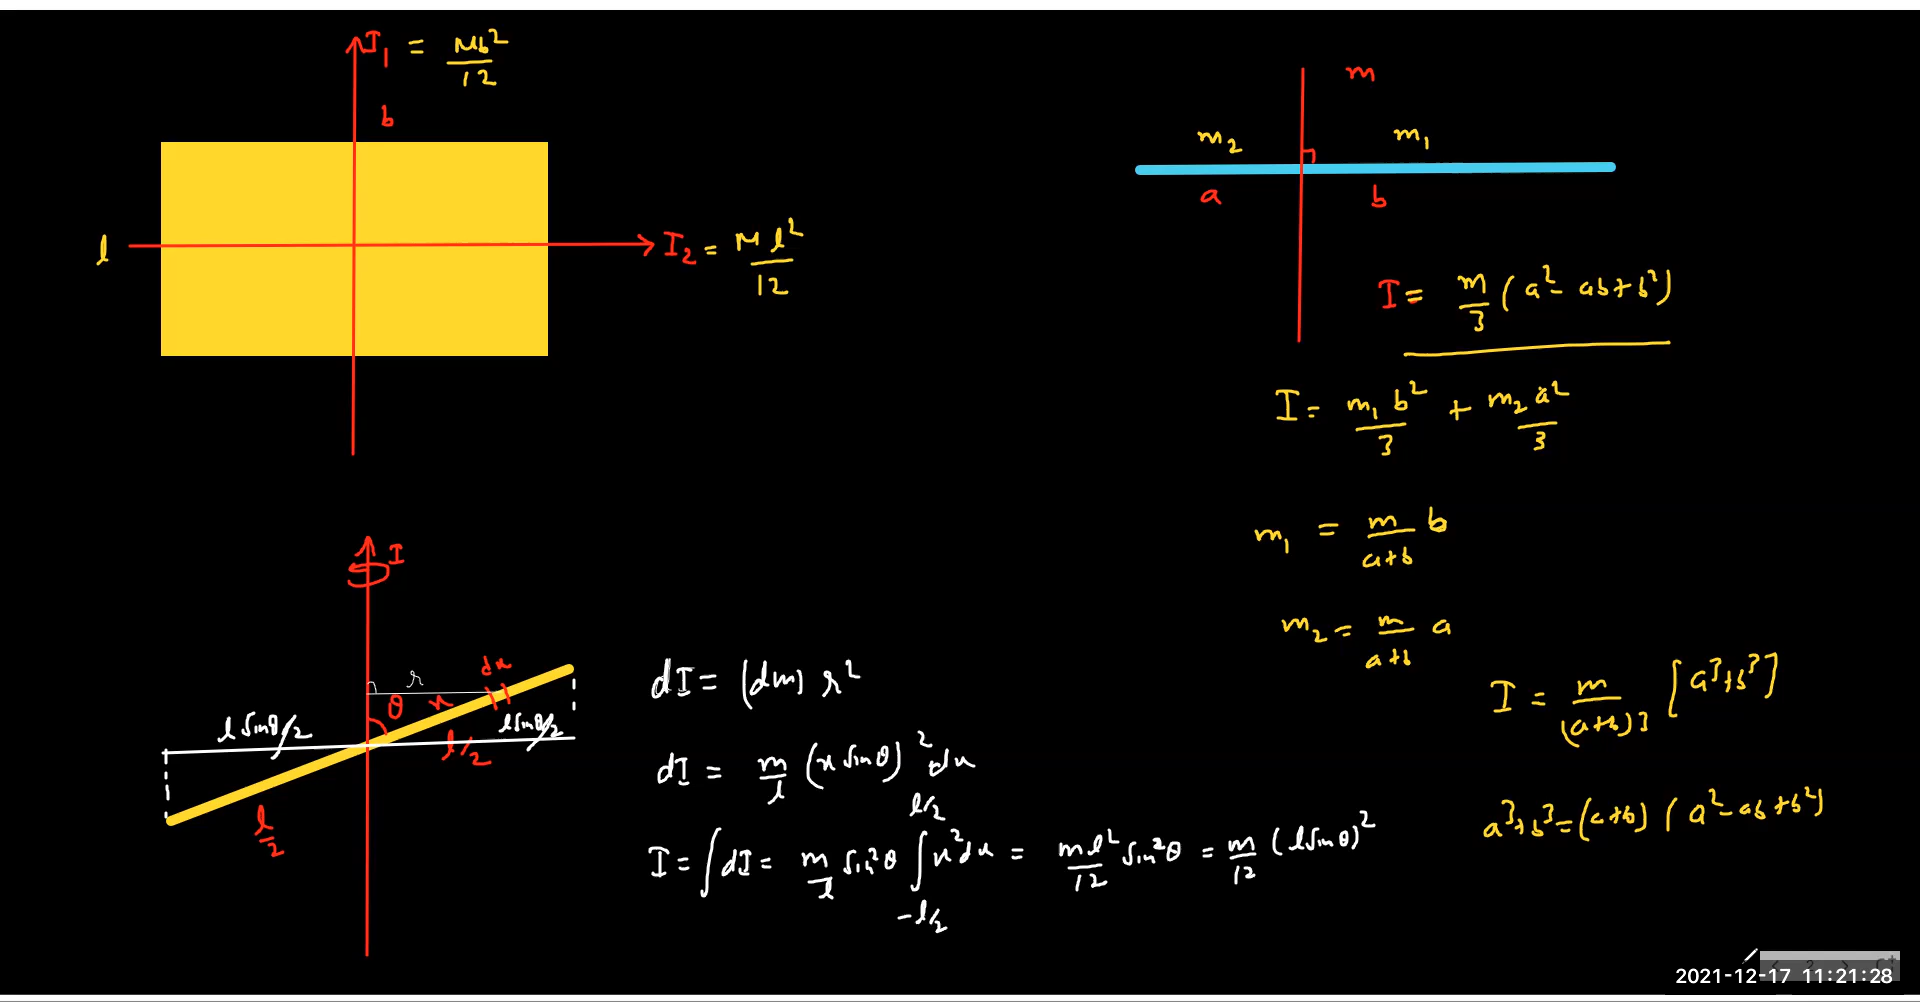 I₁ = Mb²/12
b
l
I₂ = Ml²/12
m
m₂ m₁
a b
I = m/3 (a² - ab + b²)
I = m₁b²/3 + m₂a²/3
m₁ = m/(a+b) b
m₂ = m/(a+b) a
I = m/(a+b)3 [a³+b³]
a³+b³ = (a+b) (a² - ab + b²)
I
r
dx
θ x
l sinθ/2 l/2 l sinθ/2
l/2
dI = (dm) r²
dI = m/l (x sinθ)² dx
I = ∫dI = m/l sin²θ ∫_{-l/2}^{l/2} x²dx = ml²/12 sin²θ = m/12 (l sinθ)²
2021-12-17 11:21:28